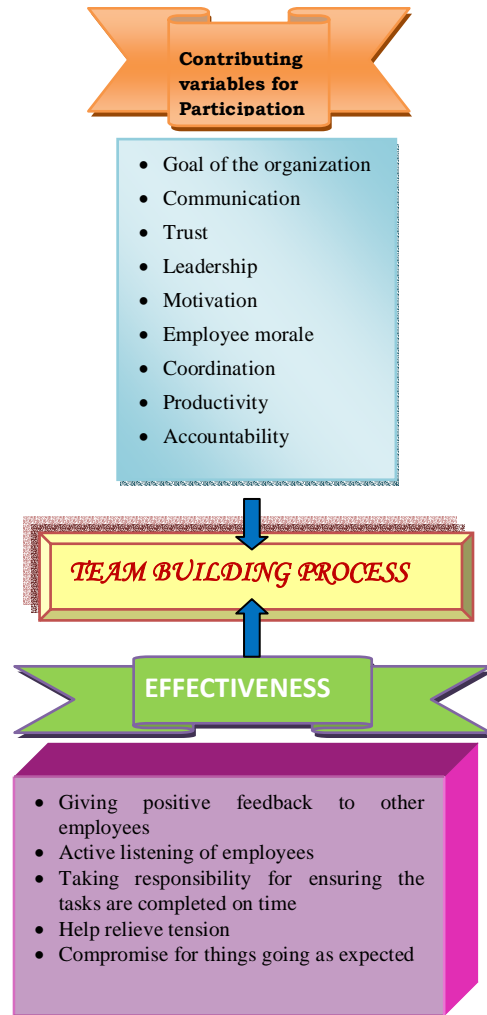 Contributing
variables for
Participation
• Goal of the organization
• Communication
• Trust
• Leadership
• Motivation
• Employee morale
• Coordination
• Productivity
• Accountability
TEAM BUILDING PROCESS
EFFECTIVENESS
• Giving positive feedback to other
employees
• Active listening of employees
• Taking responsibility for ensuring the
tasks are completed on time
• Help relieve tension
• Compromise for things going as expected